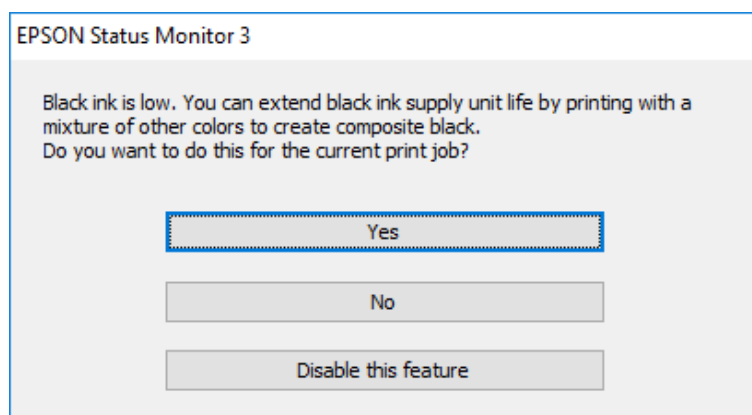 EPSON Status Monitor 3
Black ink is low. You can extend black ink supply unit life by printing with a
mixture of other colors to create composite black.
Do you want to do this for the current print job?
Yes
No
Disable this feature